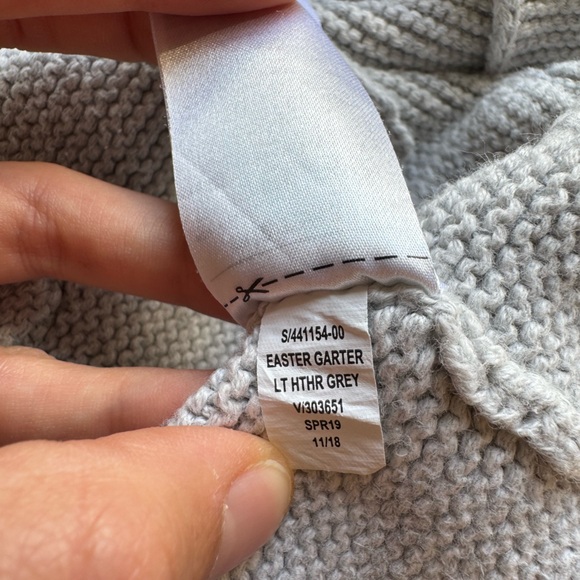 S/441154-00
EASTER GARTER
LT HTHR GREY
V/303651
SPR19
11/18